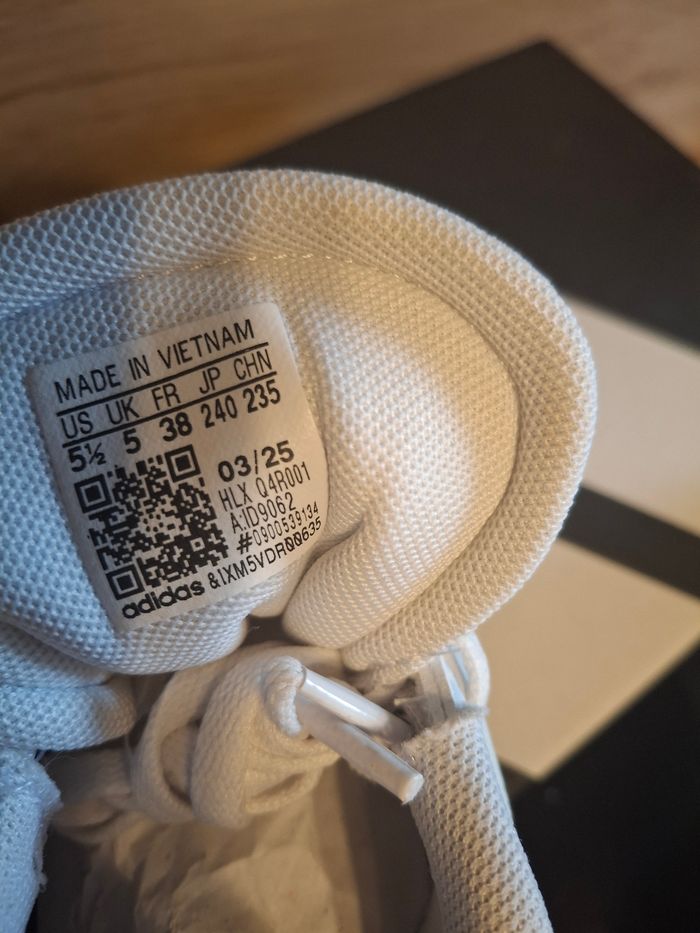 MADE IN VIETNAM
US UK FR JP CHN
5½ 5 38 240 235
03/25
HLX Q4R001
A:ID9062
#0900539134
&IXM5VDR00635
adidas